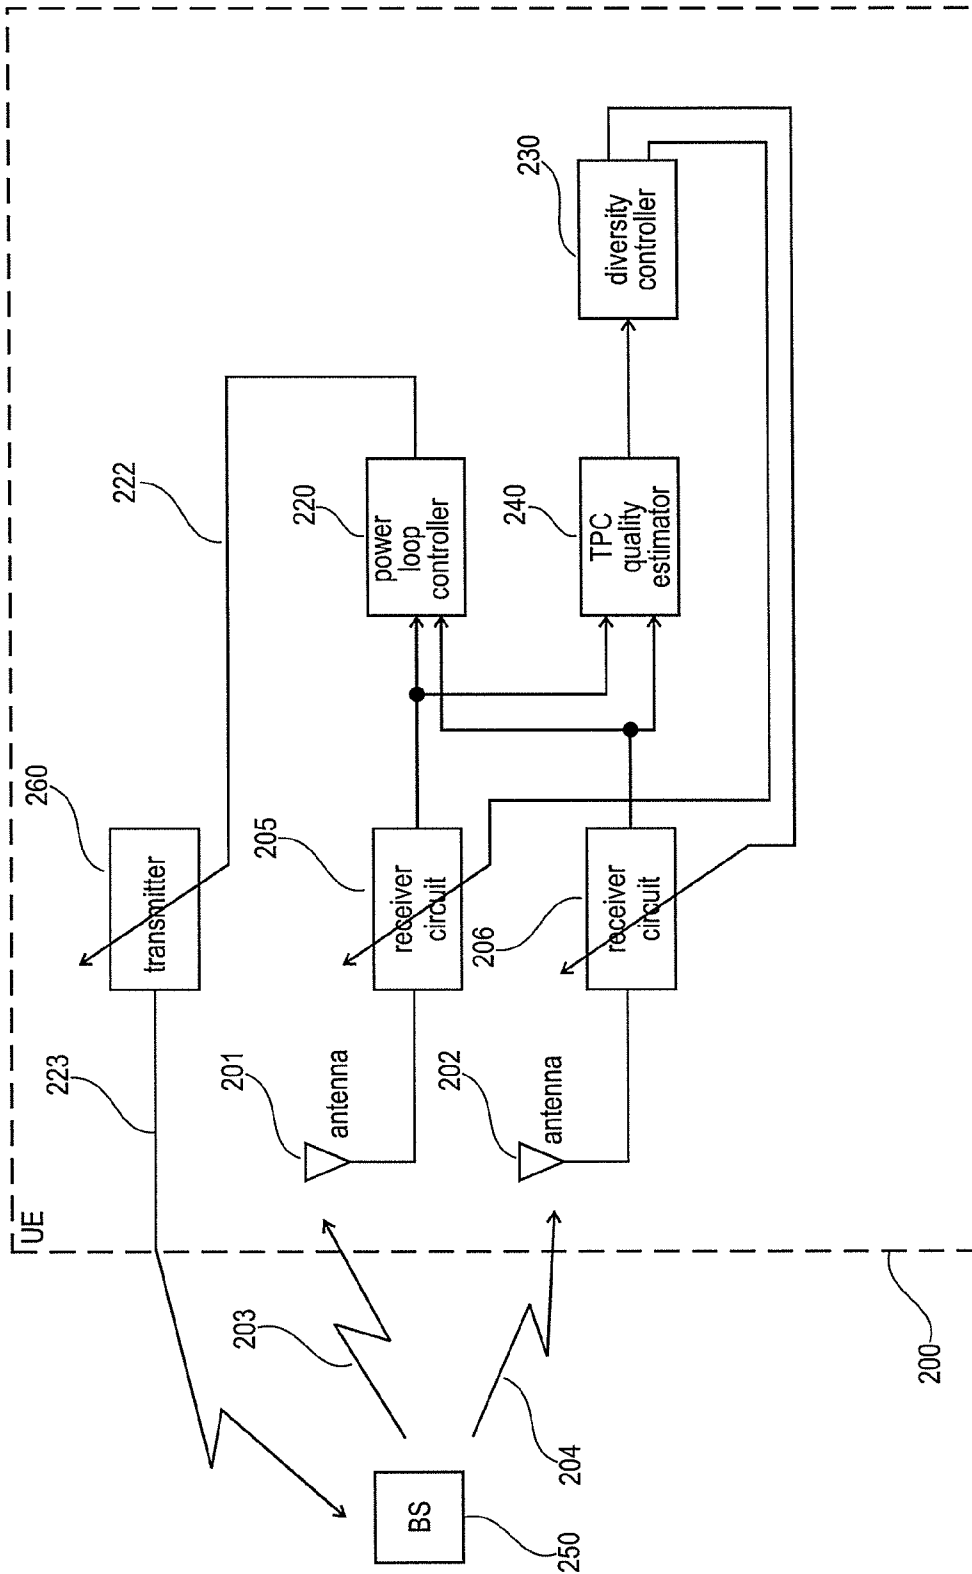 UE
260
transmitter
222
223
205
receiver
circuit
220
power
loop
controller
201
antenna
203
206
receiver
circuit
240
TPC
quality
estimator
230
diversity
controller
202
antenna
204
BS
250
200